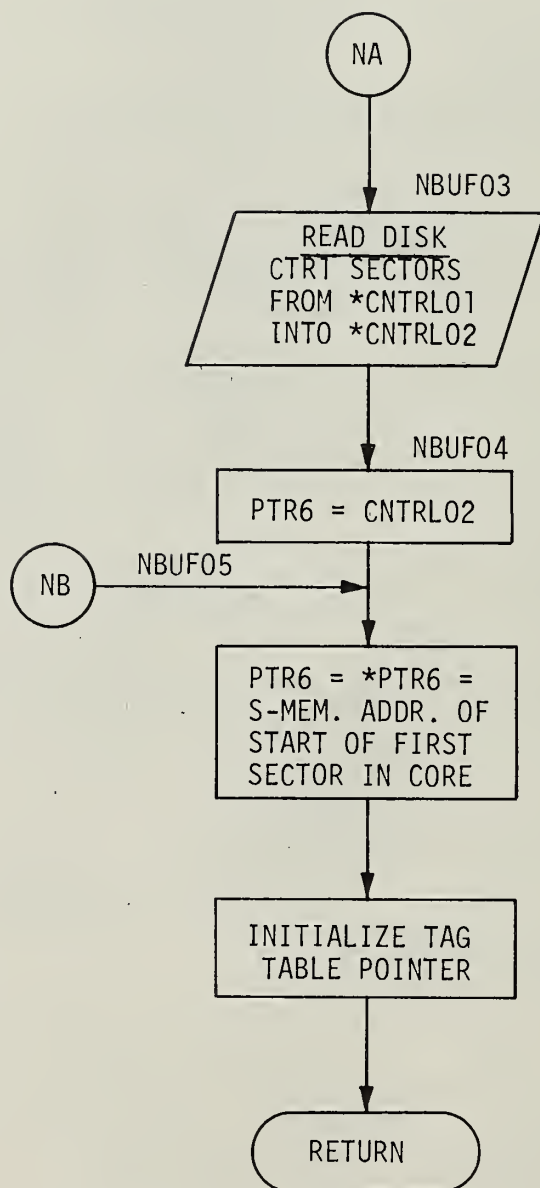 NA
NBUF03
READ DISK
CTRT SECTORS
FROM *CNTRL01
INTO *CNTRL02
NBUF04
PTR6 = CNTRL02
NBUF05
NB
PTR6 = *PTR6 =
S-MEM. ADDR. OF
START OF FIRST
SECTOR IN CORE
INITIALIZE TAG
TABLE POINTER
RETURN